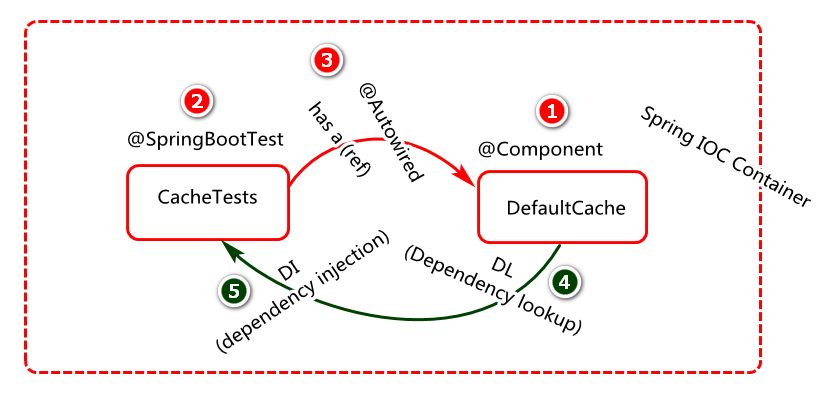 3
@Autowired
has a (ref)
2
@SpringBootTest
CacheTests
1
@Component
DefaultCache
Spring IOC Container
DI
(dependency injection)
5
DL
(Dependency lookup)
4